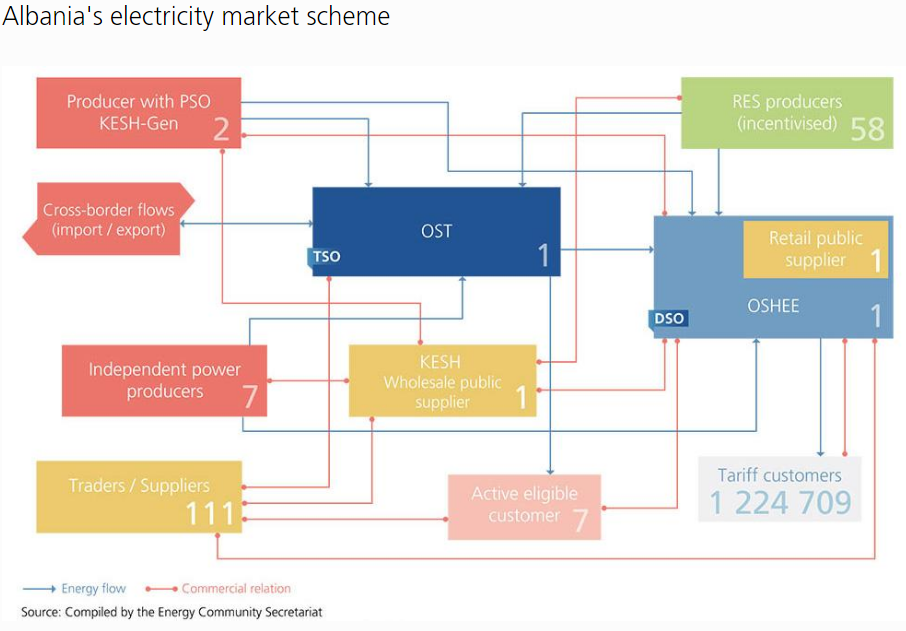 Albania's electricity market scheme
Producer with PSO
KESH-Gen
2
RES producers
(incentivised)
58
Cross-border flows
(import / export)
OST
TSO
1
Retail public
supplier
1
OSHEE
DSO
1
Independent power
producers
7
KESH
Wholesale public
supplier
1
Traders / Suppliers
111
Active eligible
customer
7
Tariff customers
1 224 709
Energy flow
Commercial relation
Source: Compiled by the Energy Community Secretariat